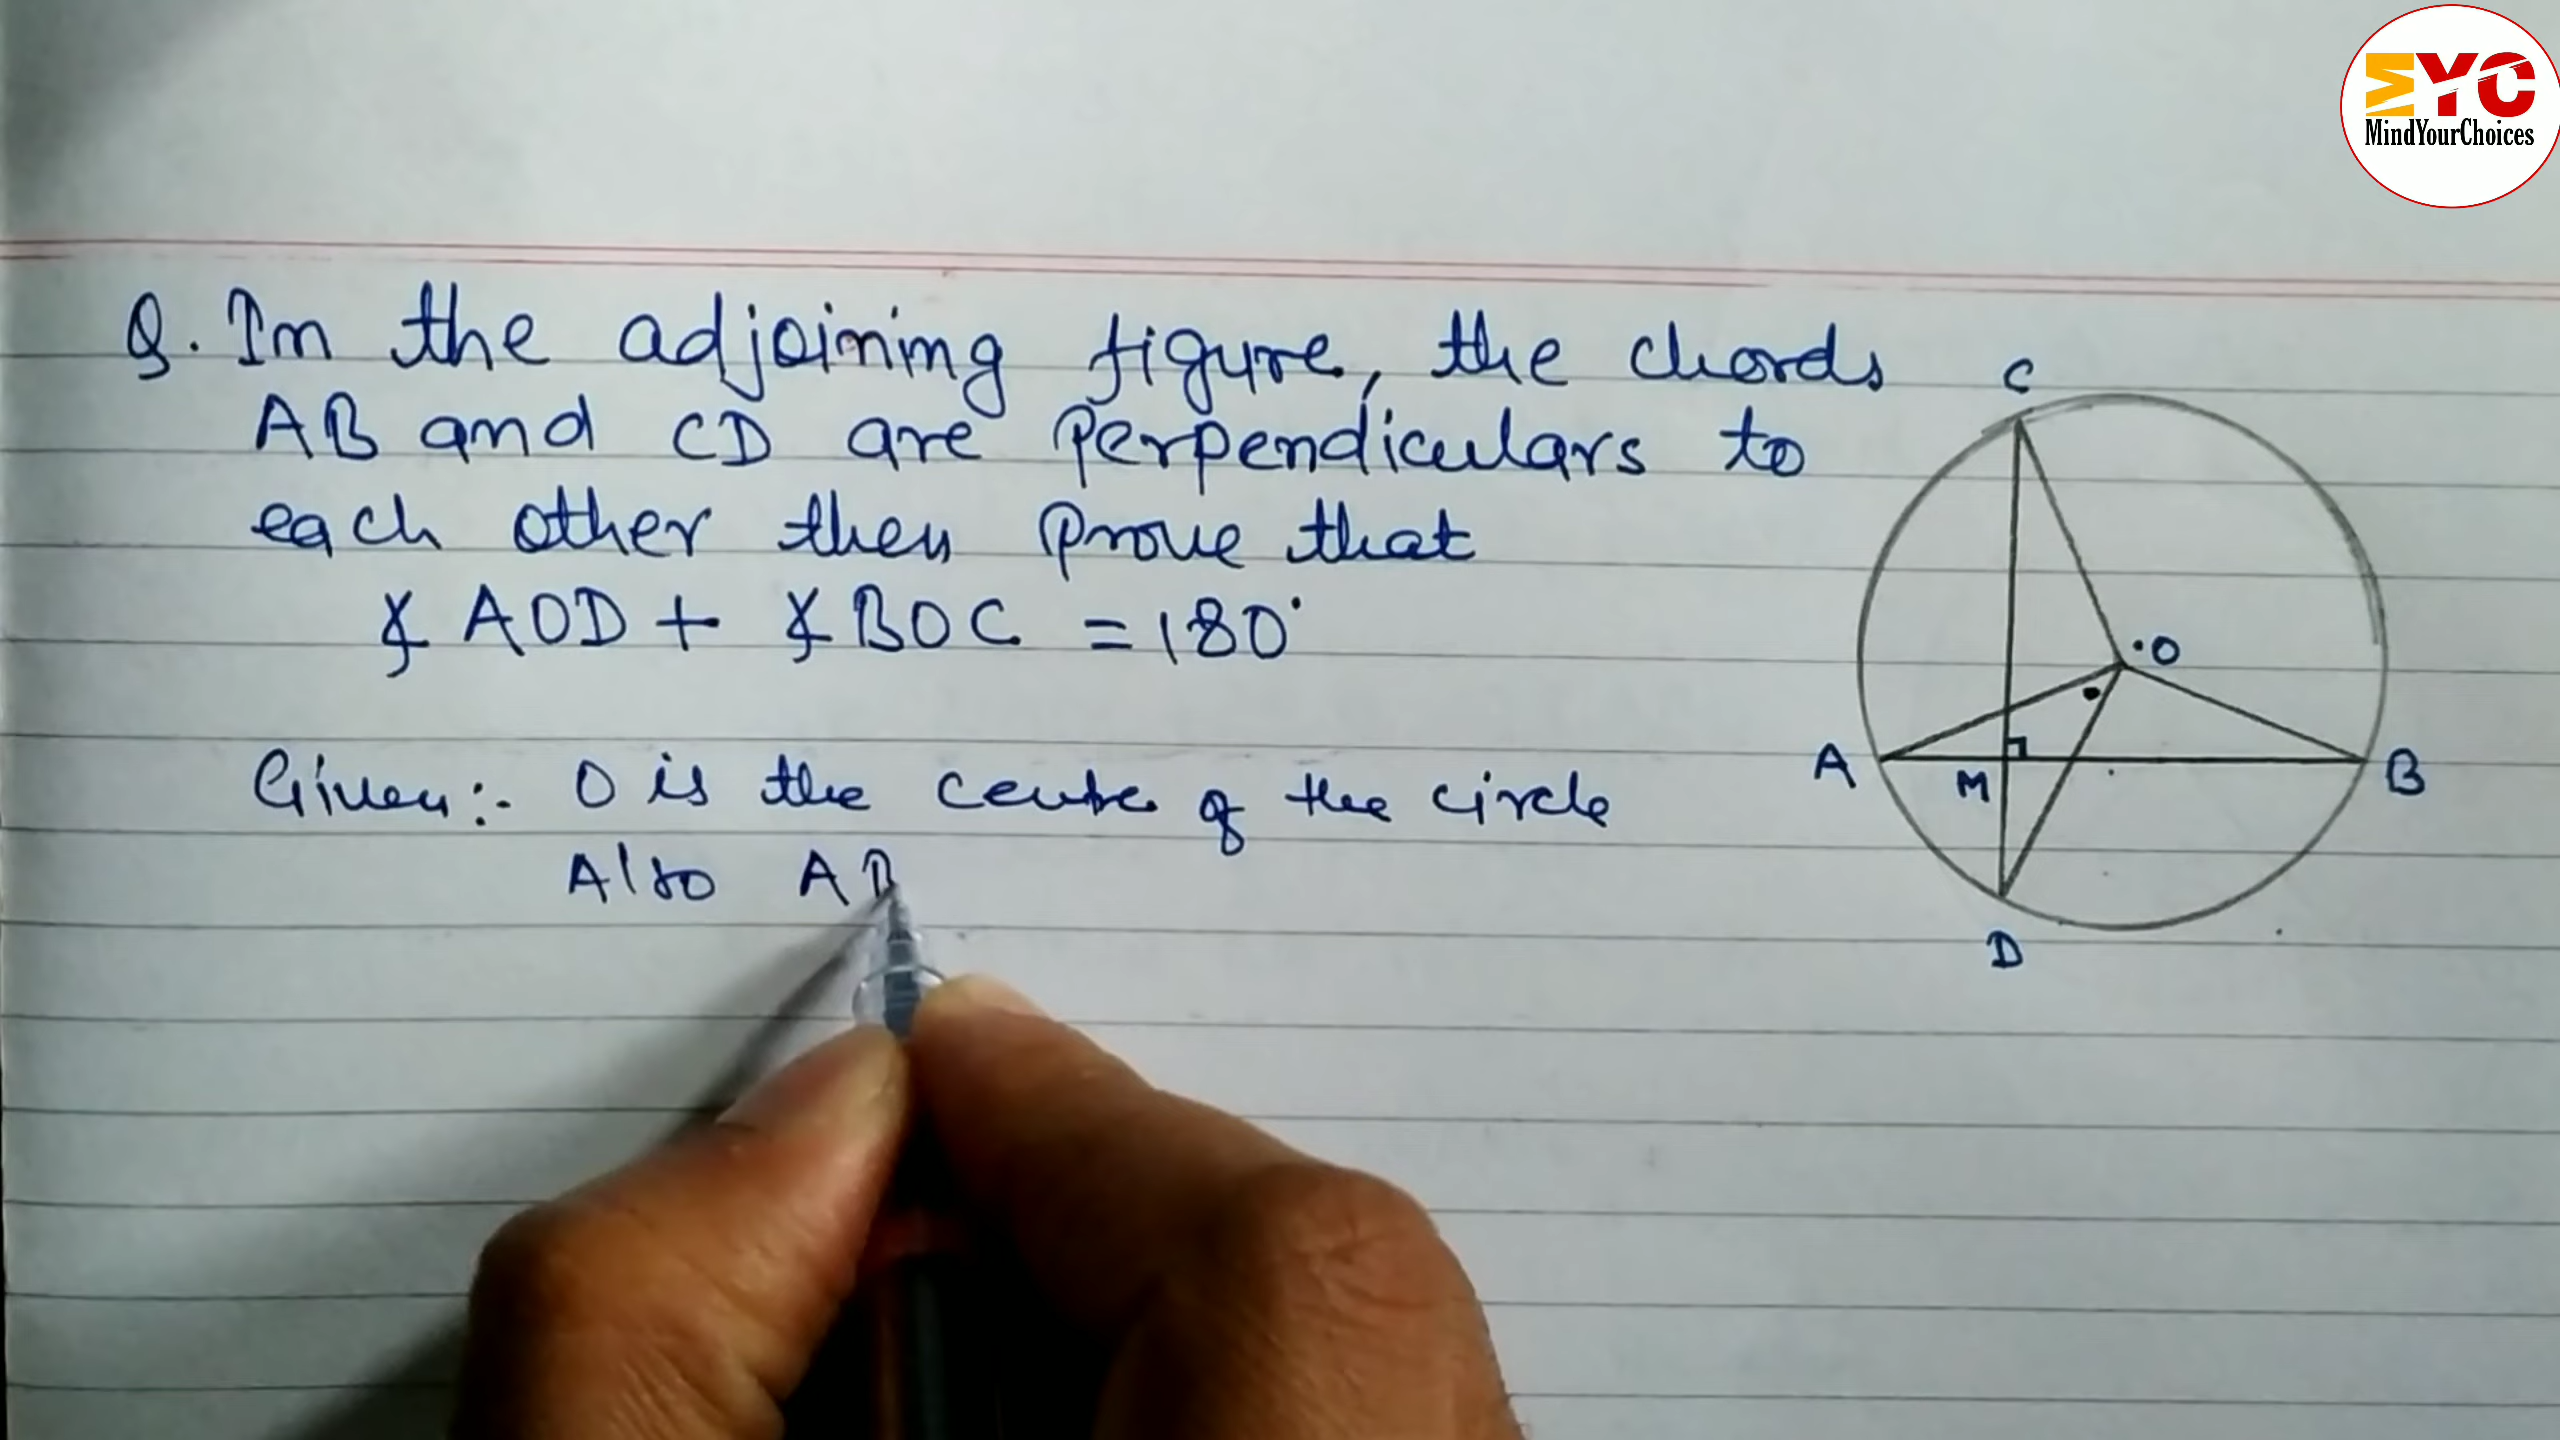 MYC
MindYourChoices
Q. In the adjoining figure, the chords
AB and CD are perpendiculars to
each other then prove that
∡ AOD + ∡ BOC = 180°
Given:- O is the centre of the circle
Also AB
C
O
A
M
B
D